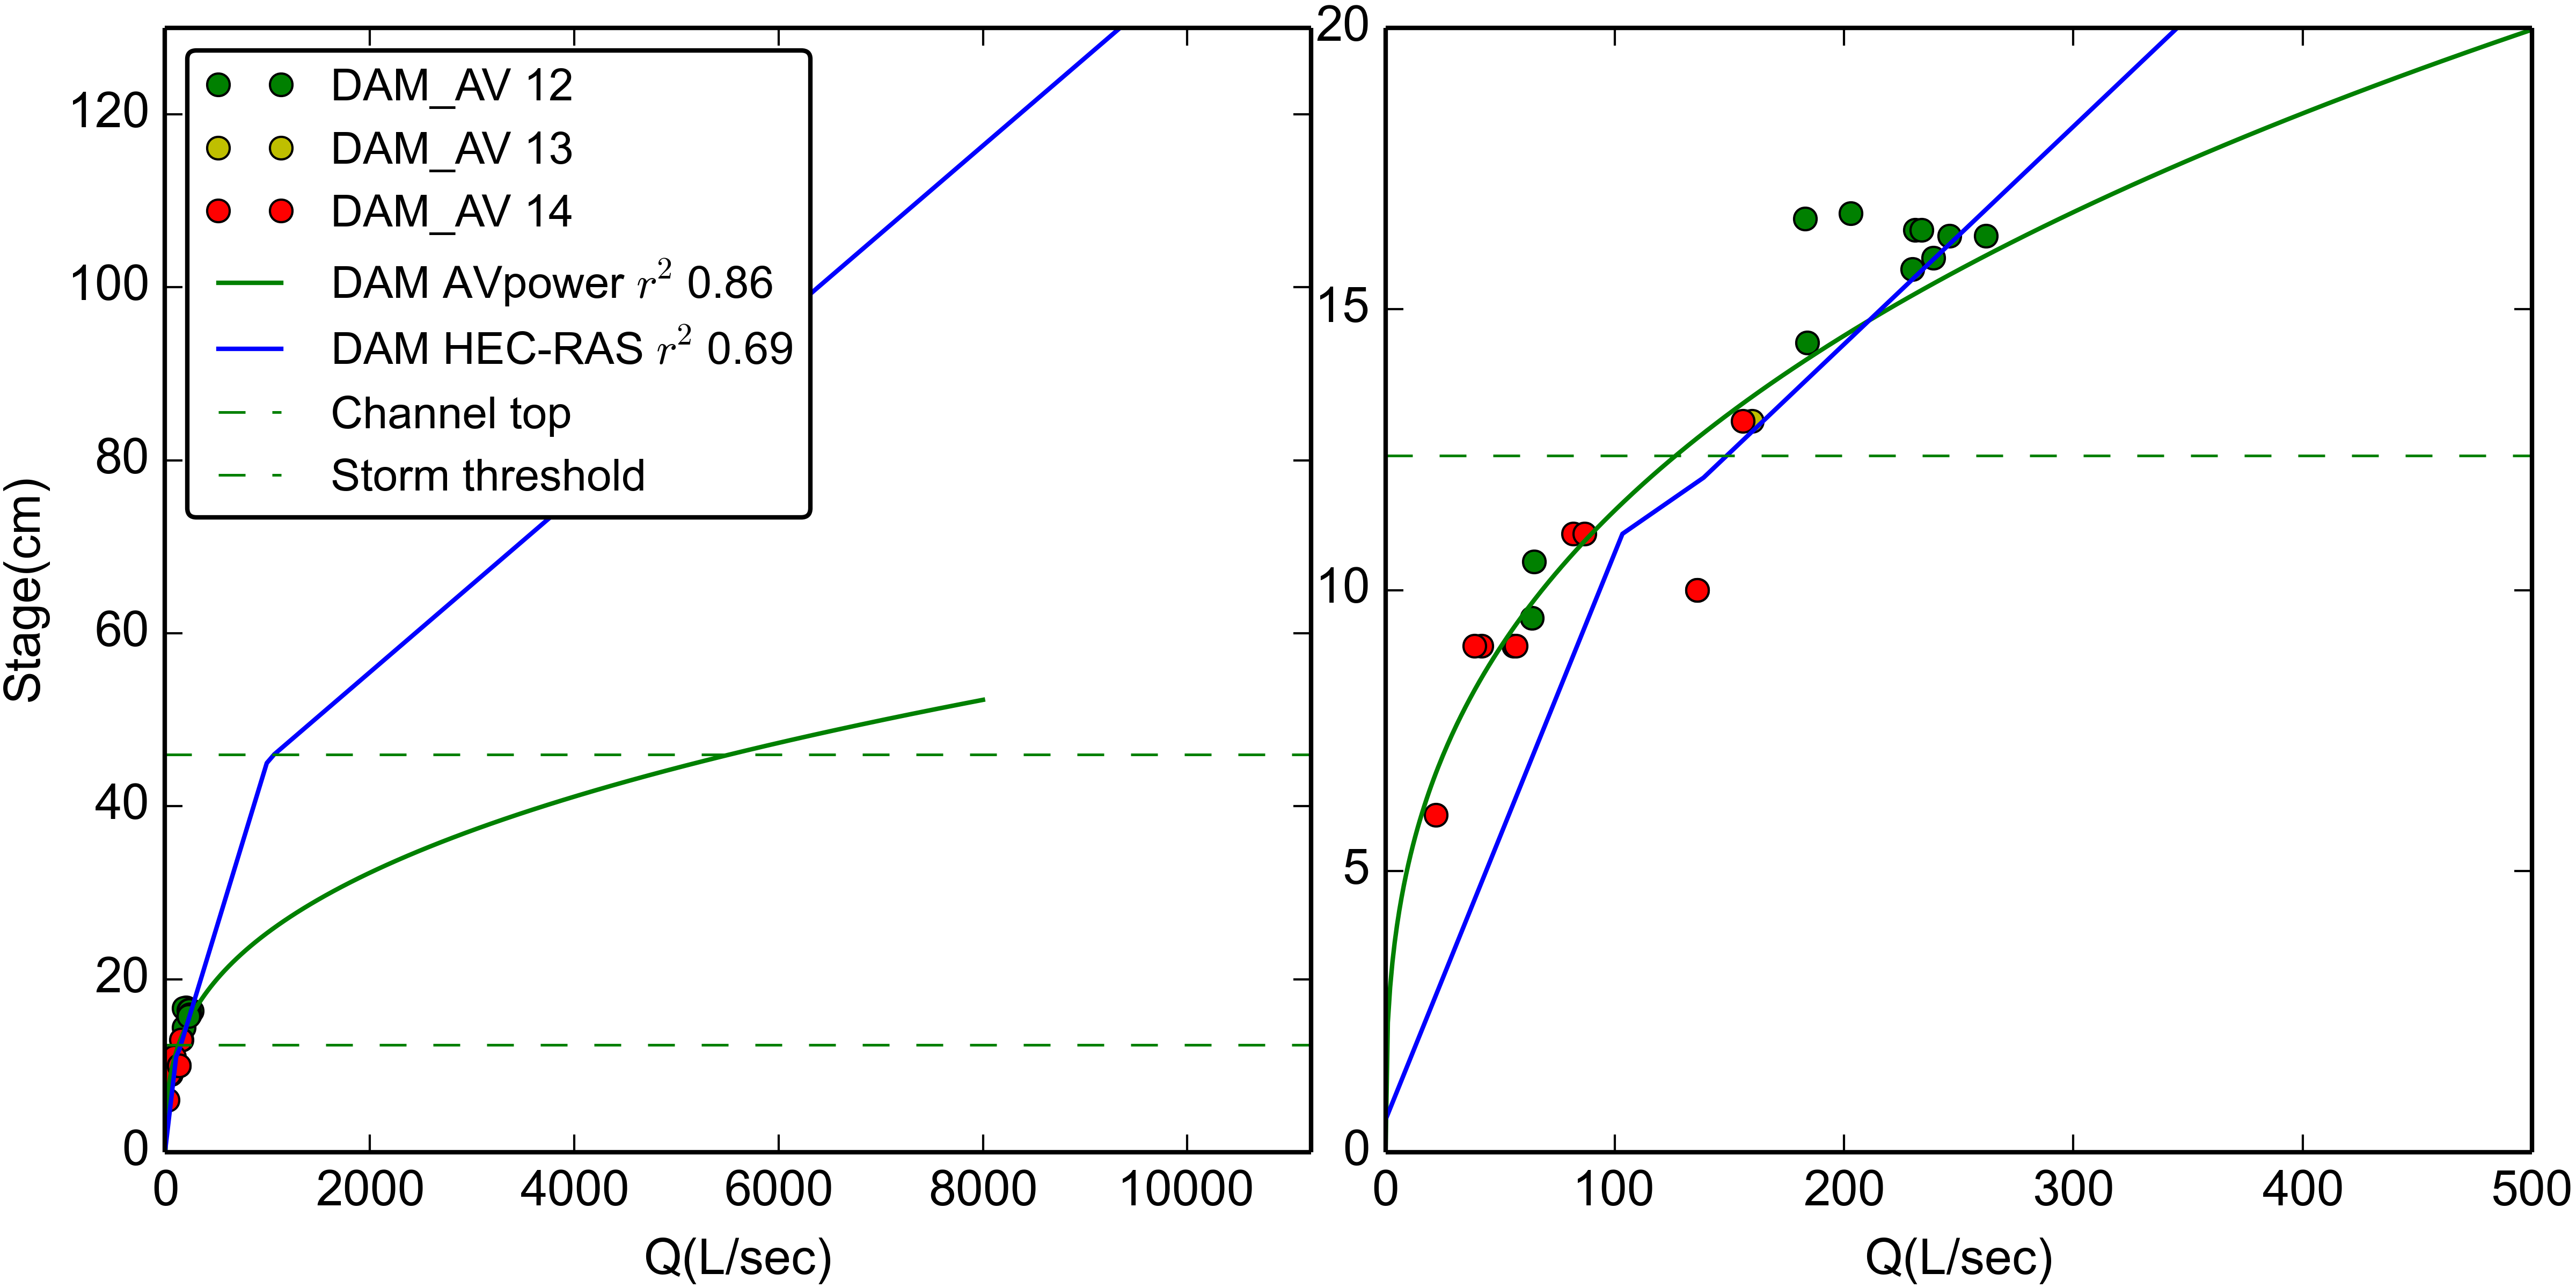 DAM_AV 12
DAM_AV 13
DAM_AV 14
DAM AVpower r² 0.86
DAM HEC-RAS r² 0.69
Channel top
Storm threshold
Stage(cm)
120
100
80
60
40
20
0
0 2000 4000 6000 8000 10000
Q(L/sec)
20
15
10
5
0
0 100 200 300 400 500
Q(L/sec)